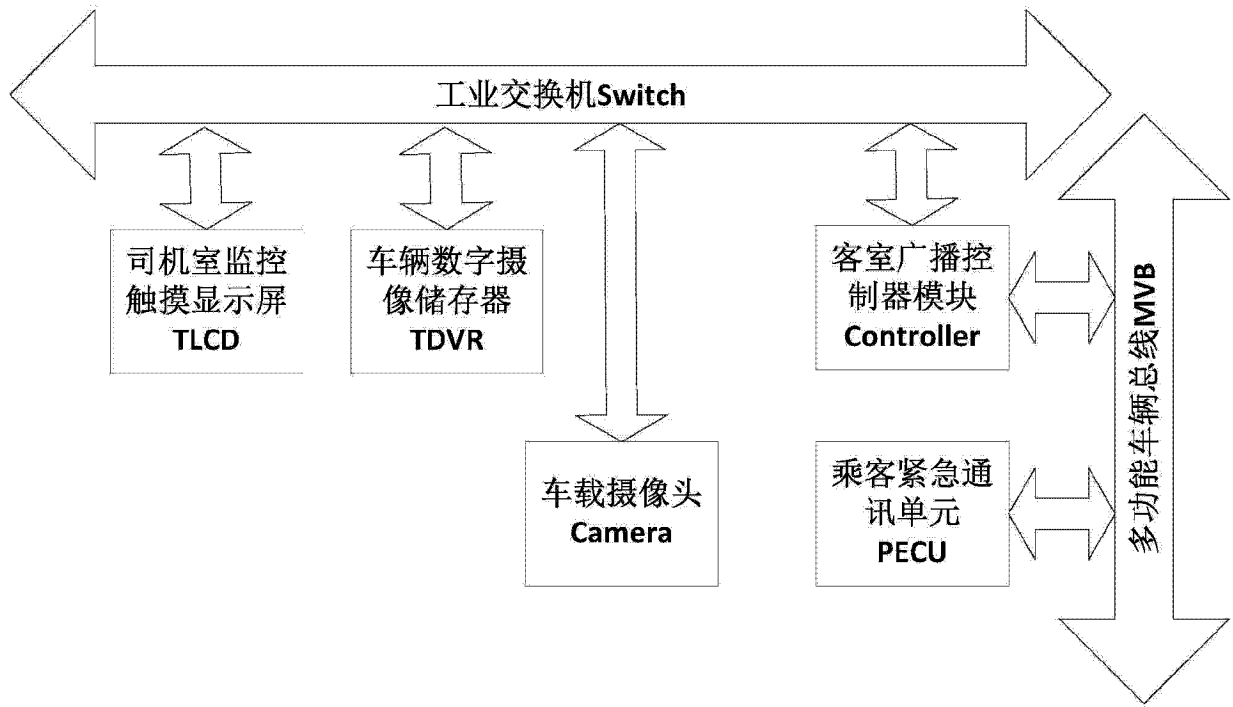 工业交换机Switch
司机室监控
触摸显示屏
TLCD
车辆数字摄
像储存器
TDVR
客室广播控
制器模块
Controller
车载摄像头
Camera
乘客紧急通
讯单元
PECU
多功能车辆总线MVB